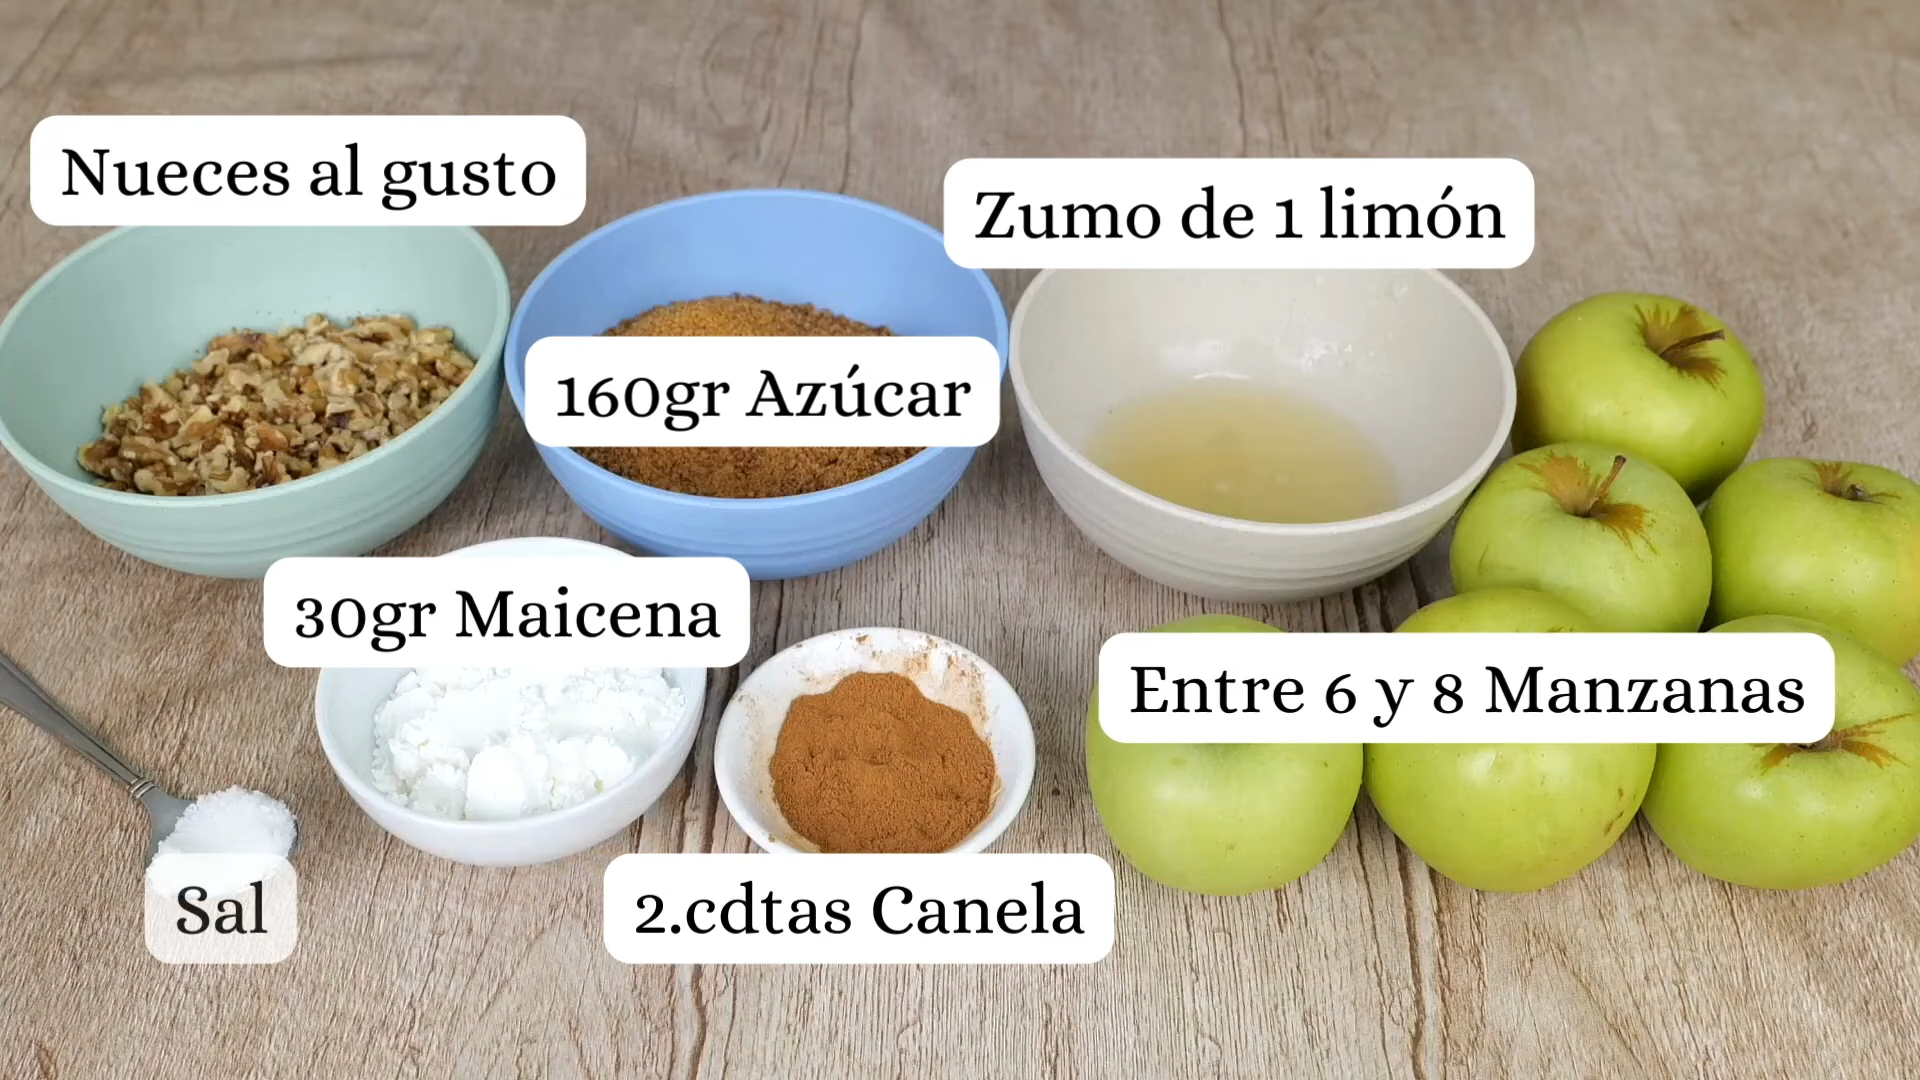 Nueces al gusto
Zumo de 1 limón
160gr Azúcar
30gr Maicena
Entre 6 y 8 Manzanas
Sal
2.cdtas Canela